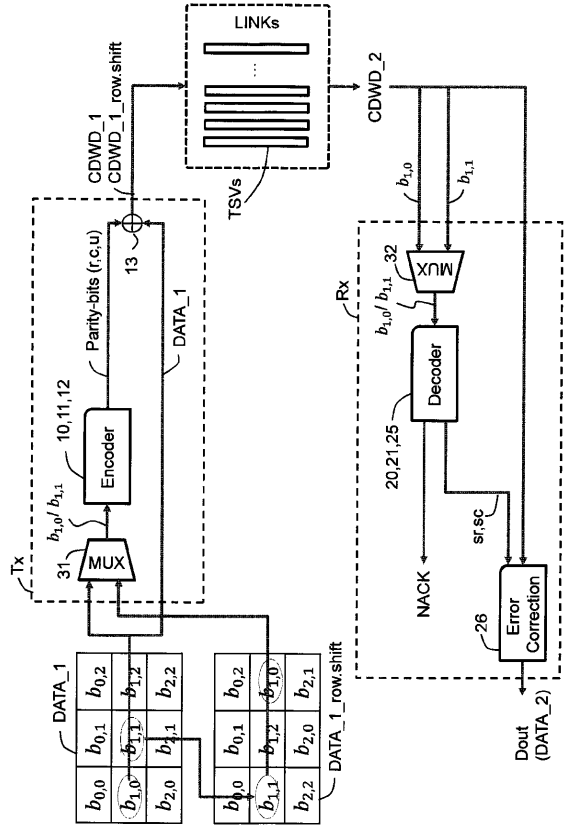 Tx
DATA_1
b0,0 b0,1 b0,2
b1,0 b1,1 b1,2
b2,0 b2,1 b2,2
b0,0 b0,1 b0,2
b1,1 b1,2 b1,0
b2,2 b2,0 b2,1
DATA_1_row.shift
31
MUX
b1,0/ b1,1
10,11,12
Encoder
Parity-bits (r,c,u)
DATA_1
13
CDWD_1
CDWD_1_row.shift
LINKs
...
TSVs
CDWD_2
b1,0
b1,1
Rx
MUX
32
b1,0/ b1,1
Decoder
20,21,25
NACK
sr,sc
26
Error
Correction
Dout
(DATA_2)